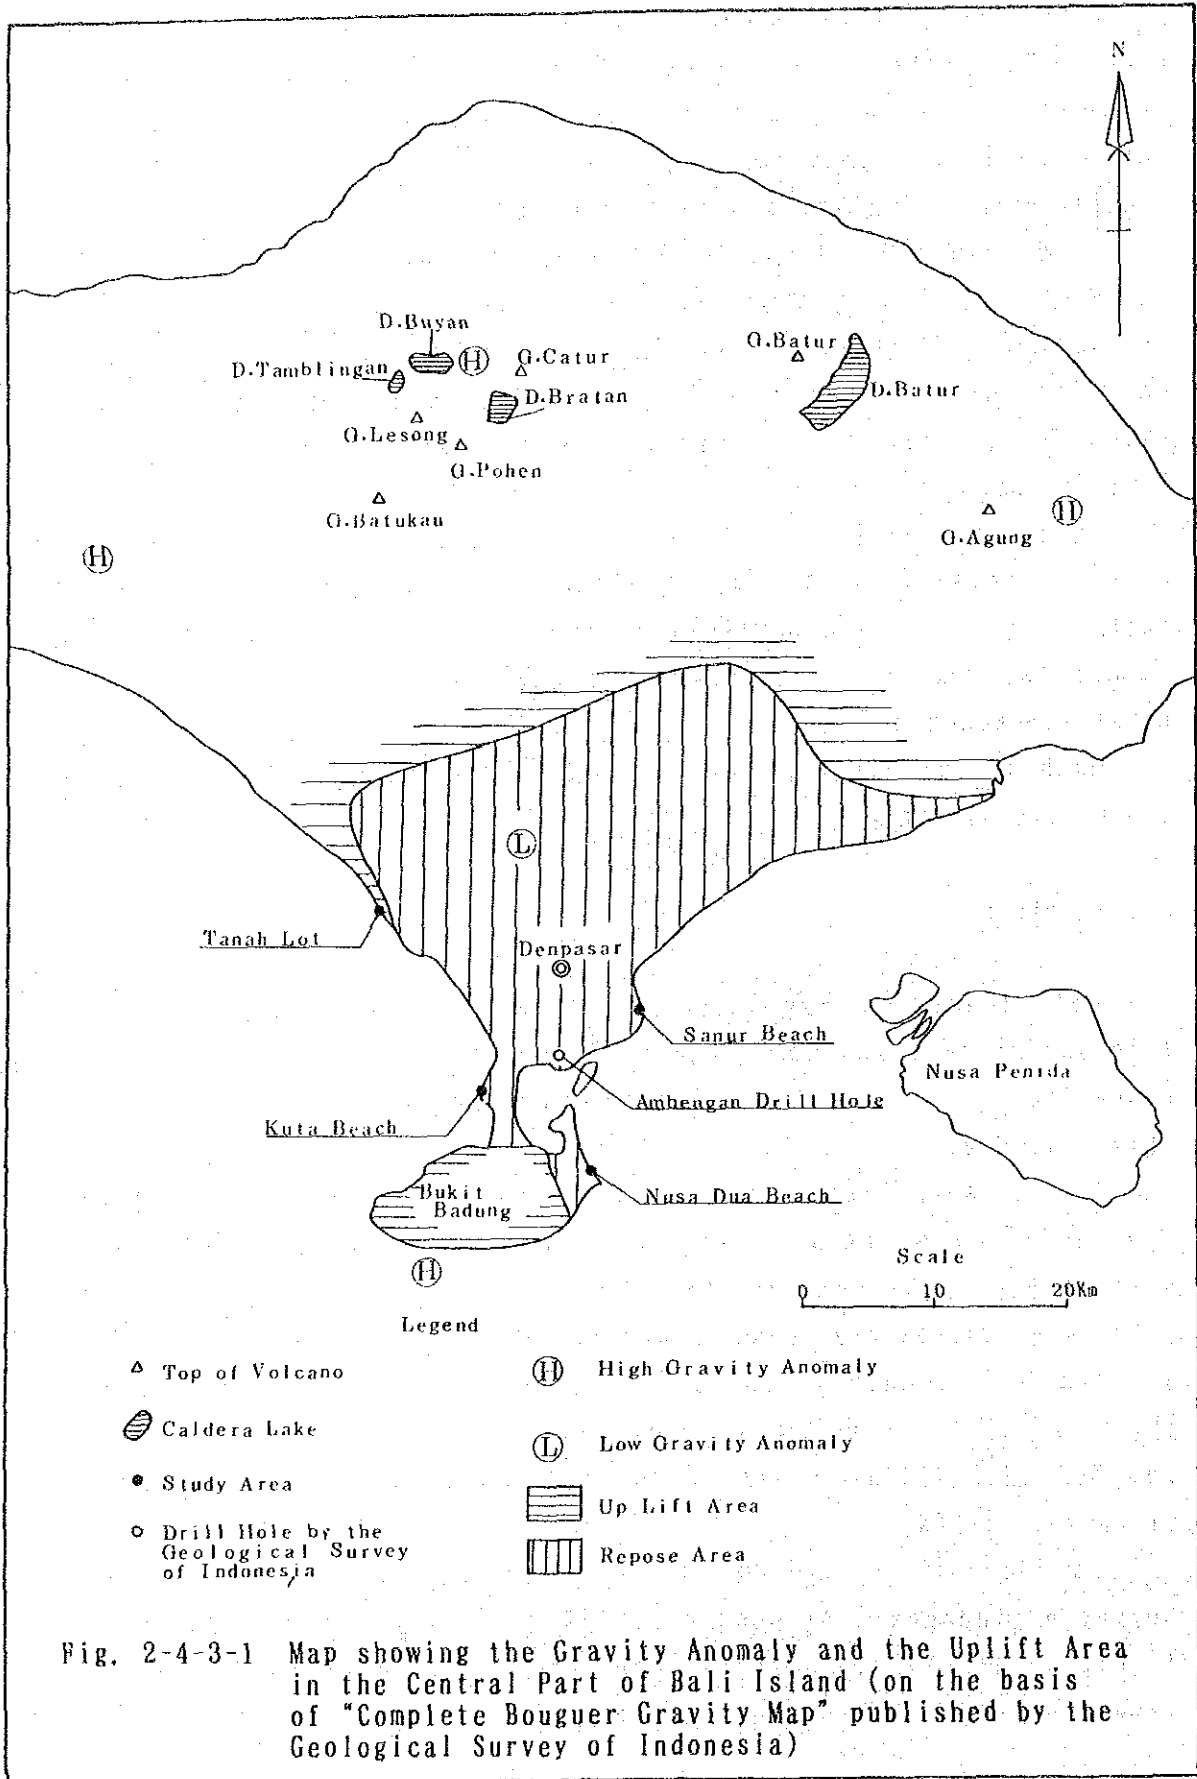 N
D.Buyan
H
G.Catur
D.Tamblingan
D.Bratan
G.Batur
D.Batur
G.Lesong
G.Pohen
G.Batukau
H
G.Agung
H
L
Tanah Lot
Denpasar
Sanur Beach
Nusa Penida
Ambengan Drill Hole
Kuta Beach
Bukit
Badung
Nusa Dua Beach
H
Scale
0 10 20Km
Legend
Top of Volcano
Caldera Lake
Study Area
Drill Hole by the
Geological Survey
of Indonesia
H High Gravity Anomaly
L Low Gravity Anomaly
Up Lift Area
Repose Area
Fig. 2-4-3-1 Map showing the Gravity Anomaly and the Uplift Area
in the Central Part of Bali Island (on the basis
of "Complete Bouguer Gravity Map" published by the
Geological Survey of Indonesia)